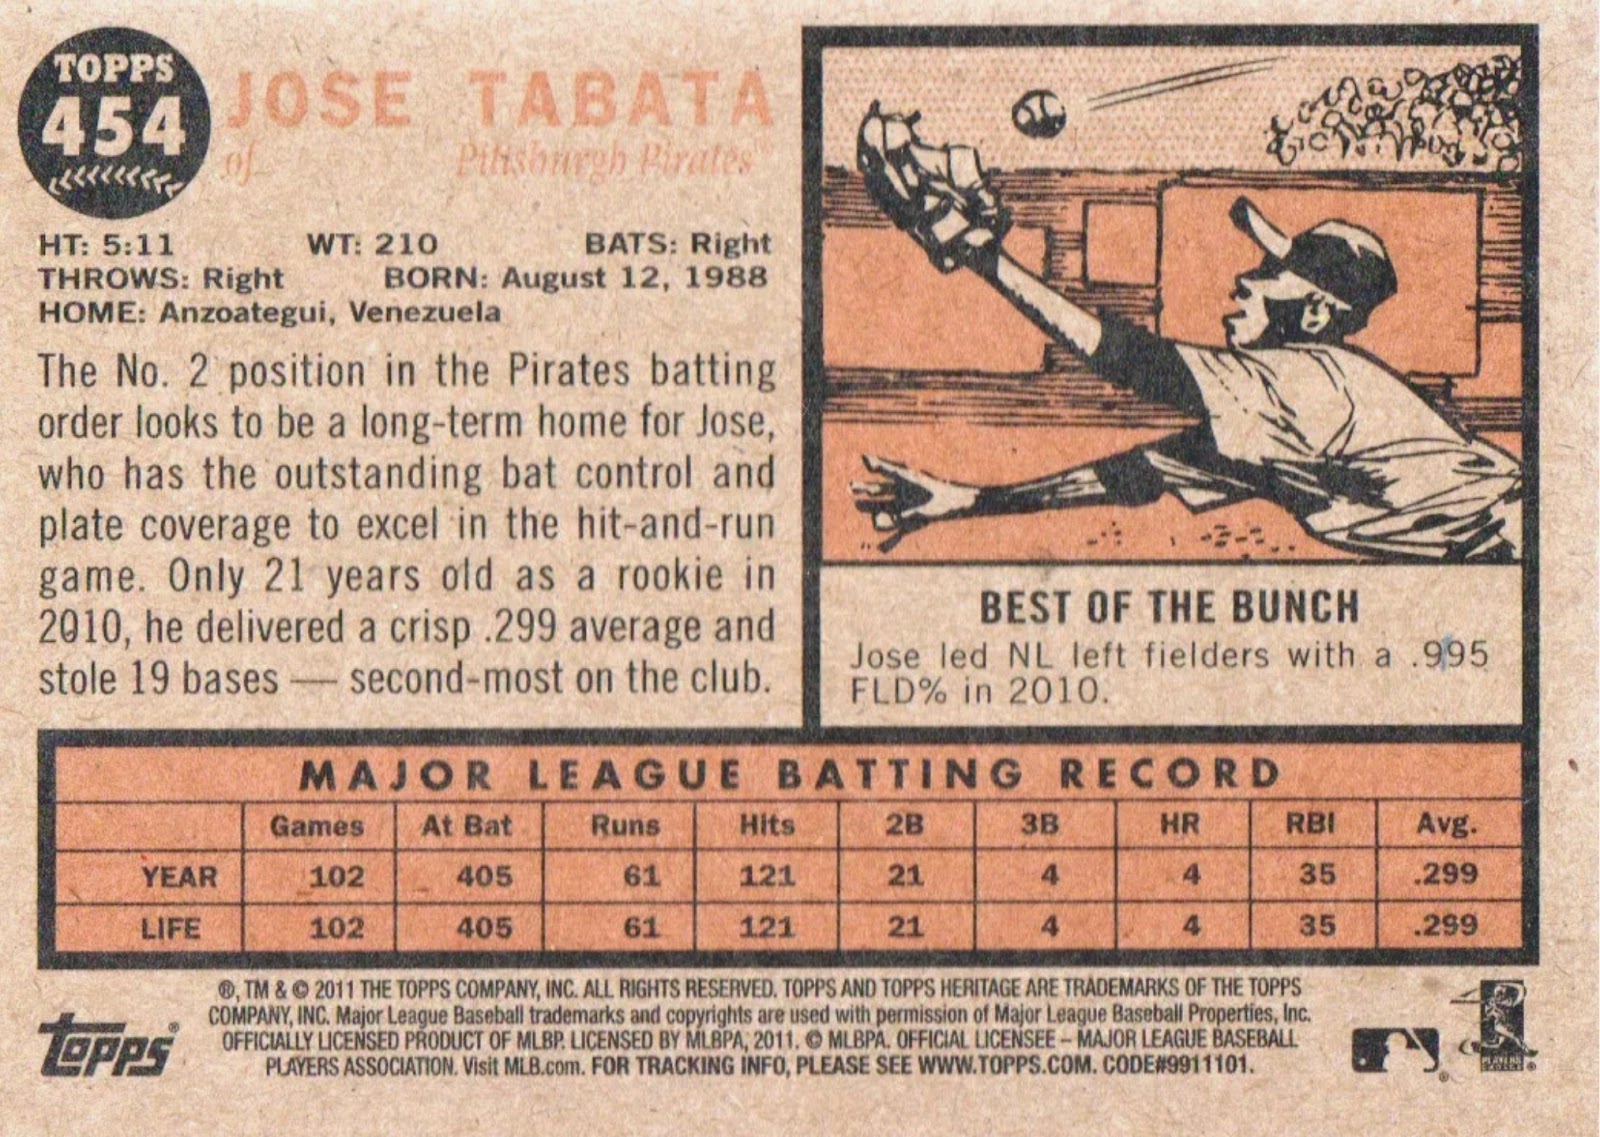 TOPPS
454
JOSE TABATA
of Pittsburgh Pirates
HT: 5:11 WT: 210 BATS: Right
THROWS: Right BORN: August 12, 1988
HOME: Anzoategui, Venezuela
The No. 2 position in the Pirates batting
order looks to be a long-term home for Jose,
who has the outstanding bat control and
plate coverage to excel in the hit-and-run
game. Only 21 years old as a rookie in
2010, he delivered a crisp .299 average and
stole 19 bases — second-most on the club.
BEST OF THE BUNCH
Jose led NL left fielders with a .995
FLD% in 2010.
MAJOR LEAGUE BATTING RECORD
Games At Bat Runs Hits 2B 3B HR RBI Avg.
YEAR 102 405 61 121 21 4 4 35 .299
LIFE 102 405 61 121 21 4 4 35 .299
®, TM & © 2011 THE TOPPS COMPANY, INC. ALL RIGHTS RESERVED. TOPPS AND TOPPS HERITAGE ARE TRADEMARKS OF THE TOPPS
COMPANY, INC. Major League Baseball trademarks and copyrights are used with permission of Major League Baseball Properties, Inc.
OFFICIALLY LICENSED PRODUCT OF MLBP. LICENSED BY MLBPA, 2011. © MLBPA. OFFICIAL LICENSEE – MAJOR LEAGUE BASEBALL
PLAYERS ASSOCIATION. Visit MLB.com. FOR TRACKING INFO, PLEASE SEE WWW.TOPPS.COM. CODE#9911101.
topps®
PLAYERS
CHOICE